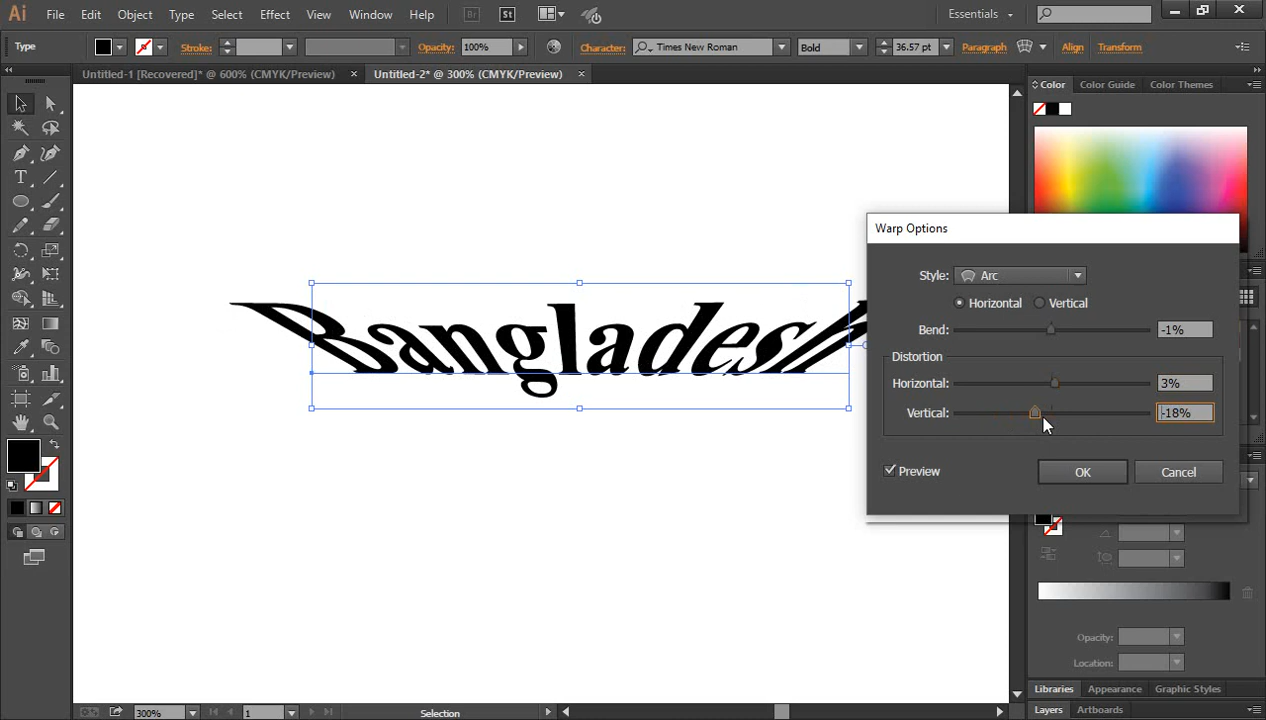 Ai File Edit Object Type Select Effect View Window Help Br St Essentials
Type Stroke: Opacity: 100% Character: Times New Roman Bold 36.57 pt Paragraph Align Transform
Untitled-1 [Recovered]* @ 600% (CMYK/Preview) × Untitled-2* @ 300% (CMYK/Preview) ×
Color Color Guide Color Themes
Bangladesh
Warp Options
Style: Arc
Horizontal Vertical
Bend: -1%
Distortion
Horizontal: 3%
Vertical: -18%
Preview OK Cancel
Opacity:
Location:
Libraries Appearance Graphic Styles
Layers Artboards
300% 1 Selection